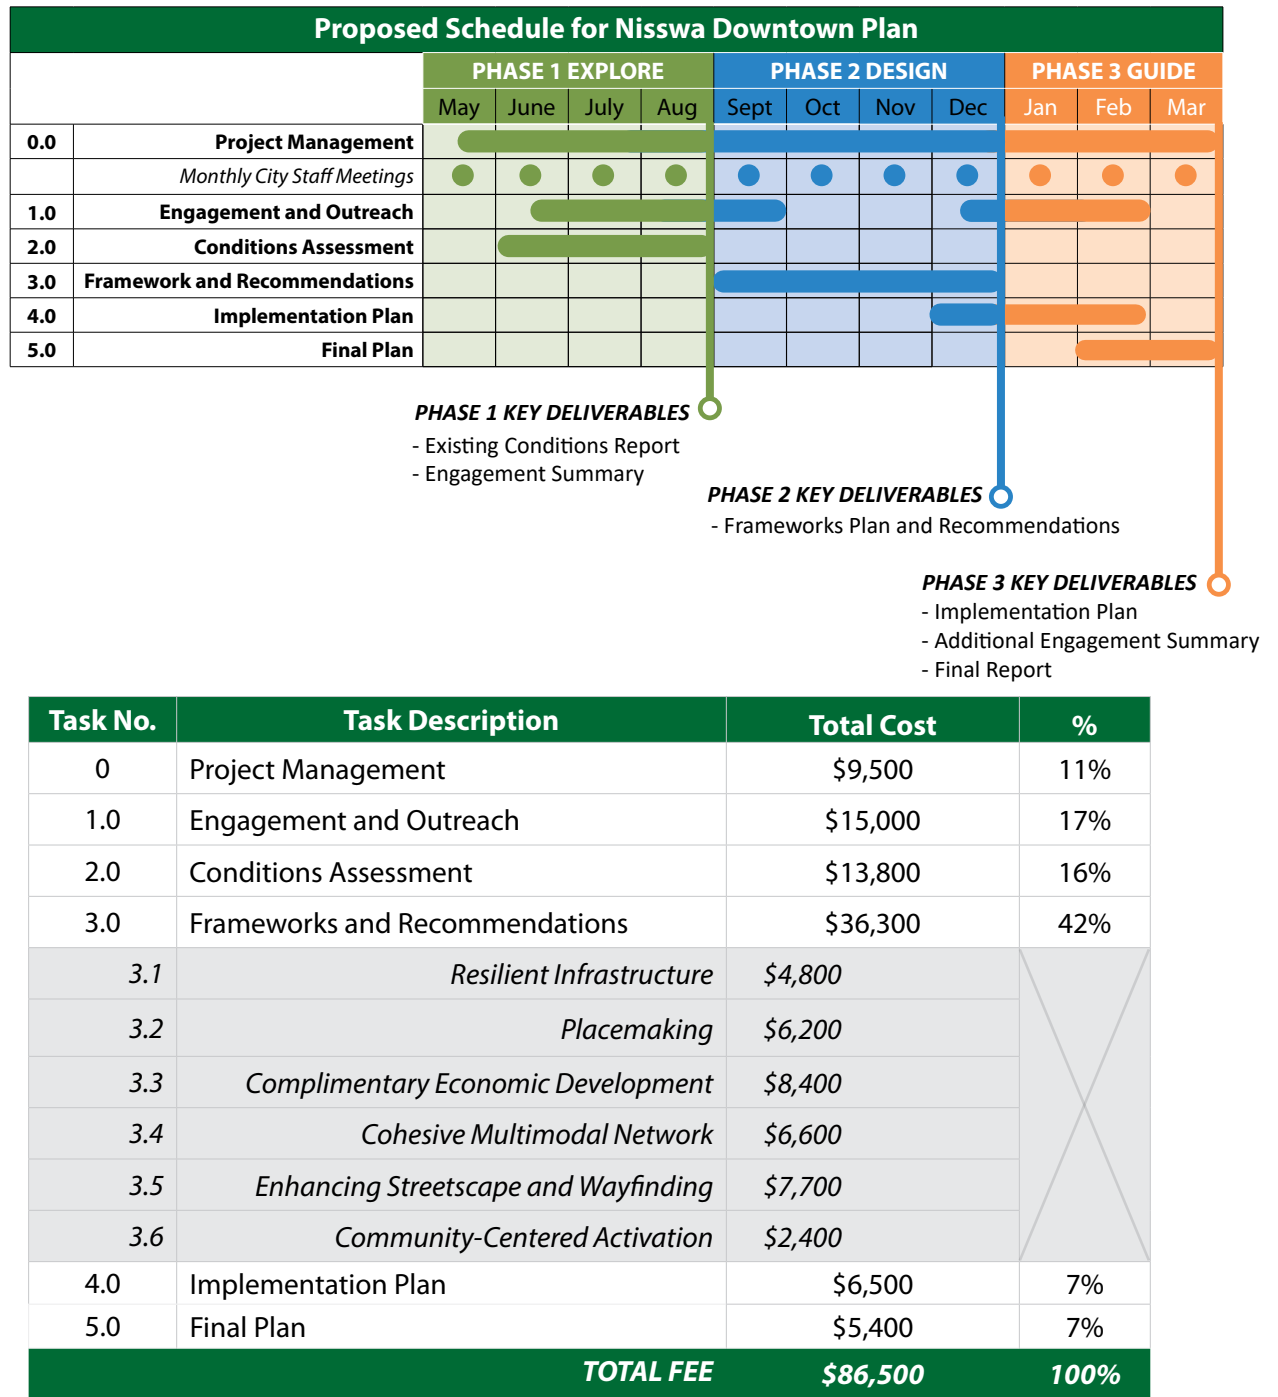 Proposed Schedule for Nisswa Downtown Plan
PHASE 1 EXPLORE PHASE 2 DESIGN PHASE 3 GUIDE
May June July Aug Sept Oct Nov Dec Jan Feb Mar
0.0 Project Management
Monthly City Staff Meetings
1.0 Engagement and Outreach
2.0 Conditions Assessment
3.0 Framework and Recommendations
4.0 Implementation Plan
5.0 Final Plan
PHASE 1 KEY DELIVERABLES
- Existing Conditions Report
- Engagement Summary
PHASE 2 KEY DELIVERABLES
- Frameworks Plan and Recommendations
PHASE 3 KEY DELIVERABLES
- Implementation Plan
- Additional Engagement Summary
- Final Report
Task No. Task Description Total Cost %
0 Project Management $9,500 11%
1.0 Engagement and Outreach $15,000 17%
2.0 Conditions Assessment $13,800 16%
3.0 Frameworks and Recommendations $36,300 42%
3.1 Resilient Infrastructure $4,800
3.2 Placemaking $6,200
3.3 Complimentary Economic Development $8,400
3.4 Cohesive Multimodal Network $6,600
3.5 Enhancing Streetscape and Wayfinding $7,700
3.6 Community-Centered Activation $2,400
4.0 Implementation Plan $6,500 7%
5.0 Final Plan $5,400 7%
TOTAL FEE $86,500 100%